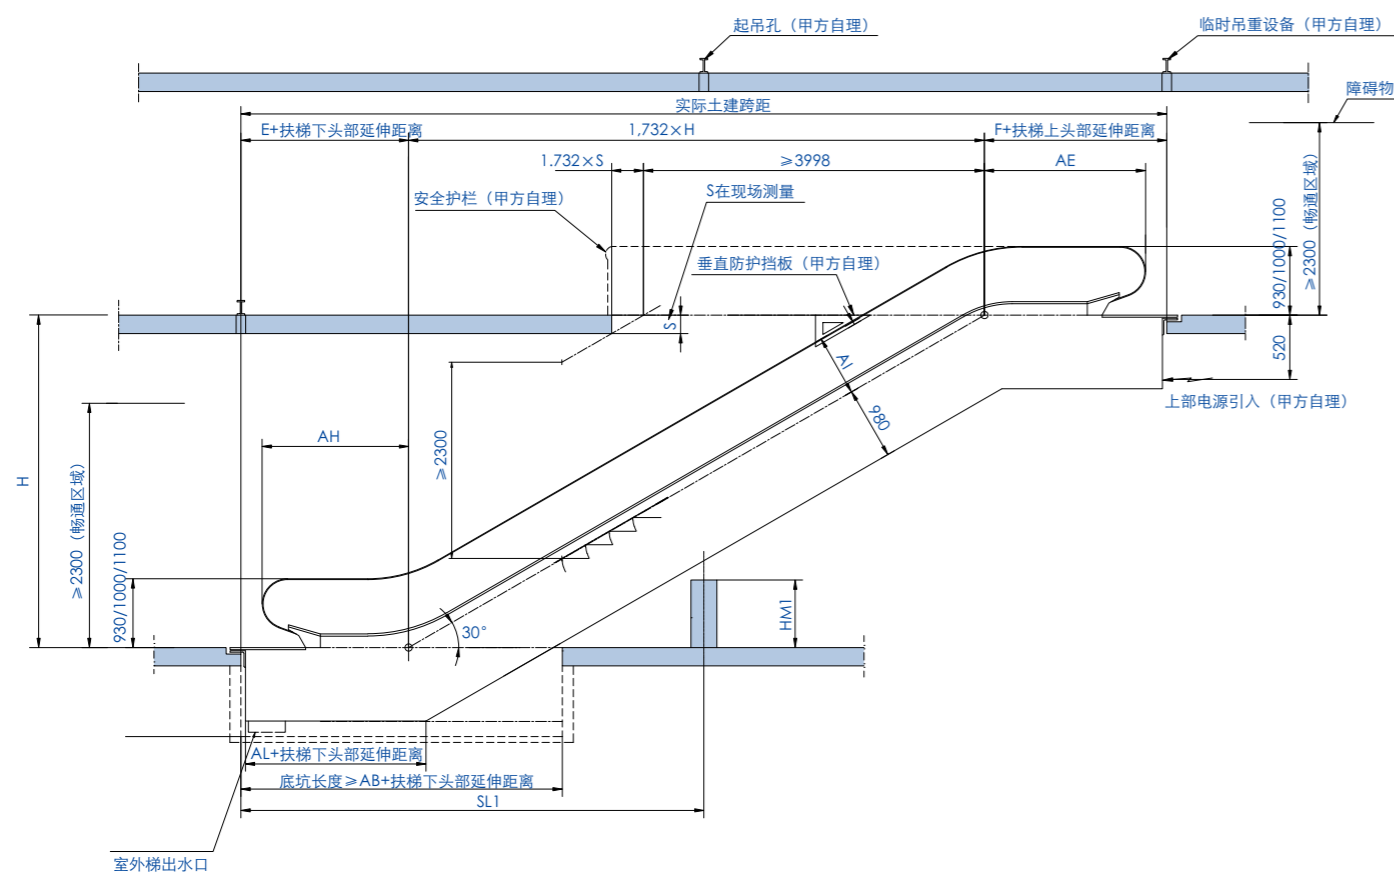 起吊孔（甲方自理）
临时吊重设备（甲方自理）
障碍物
实际土建跨距
E+扶梯下头部延伸距离
1,732×H
F+扶梯上头部延伸距离
1.732×S
≥3998
AE
安全护栏（甲方自理）
S在现场测量
≥2300（畅通区域）
930/1000/1100
垂直防护挡板（甲方自理）
S
520
AI
上部电源引入（甲方自理）
980
AH
≥2300
H
≥2300（畅通区域）
930/1000/1100
30°
HM1
AL+扶梯下头部延伸距离
底坑长度≥AB+扶梯下头部延伸距离
SL1
室外梯出水口